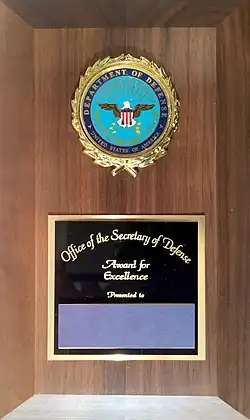 DEPARTMENT OF DEFENSE
UNITED STATES OF AMERICA
Office of the Secretary of Defense
Award for
Excellence
Presented to